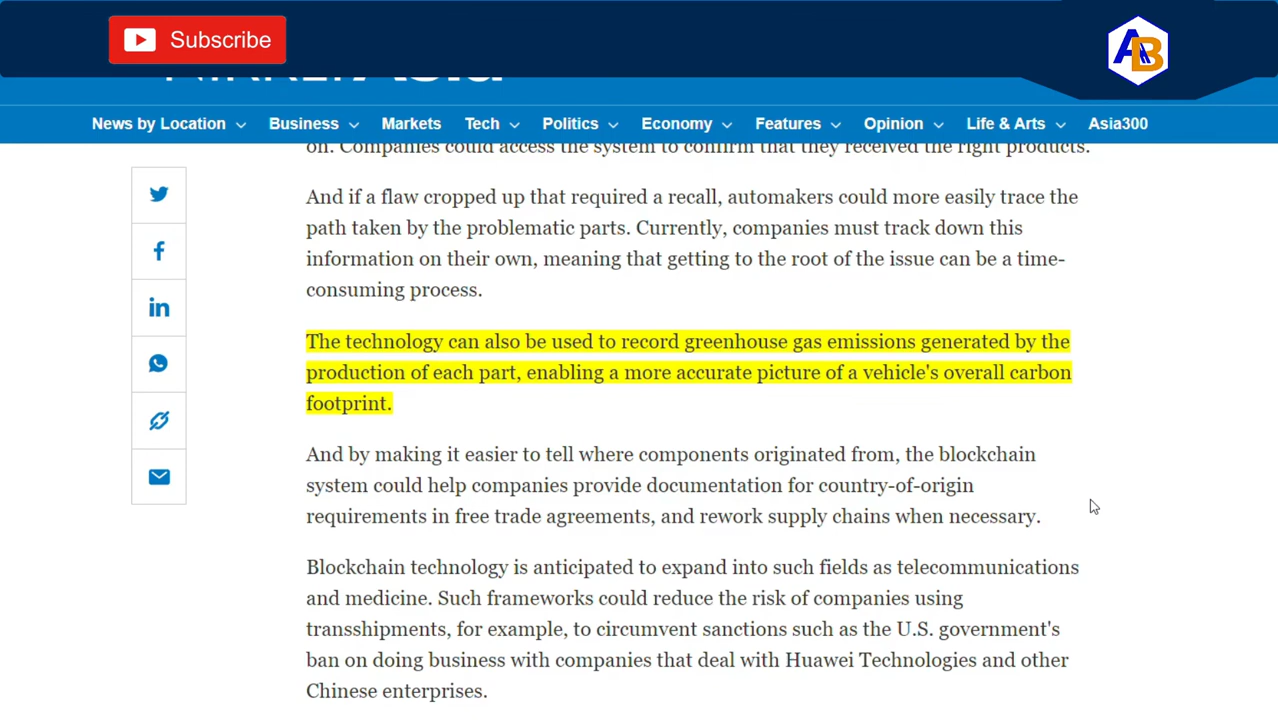 Subscribe
AB
News by Location Business Markets Tech Politics Economy Features Opinion Life & Arts Asia300
on. Companies could access the system to confirm that they received the right products.
And if a flaw cropped up that required a recall, automakers could more easily trace the
path taken by the problematic parts. Currently, companies must track down this
information on their own, meaning that getting to the root of the issue can be a time-
consuming process.
The technology can also be used to record greenhouse gas emissions generated by the
production of each part, enabling a more accurate picture of a vehicle's overall carbon
footprint.
And by making it easier to tell where components originated from, the blockchain
system could help companies provide documentation for country-of-origin
requirements in free trade agreements, and rework supply chains when necessary.
Blockchain technology is anticipated to expand into such fields as telecommunications
and medicine. Such frameworks could reduce the risk of companies using
transshipments, for example, to circumvent sanctions such as the U.S. government's
ban on doing business with companies that deal with Huawei Technologies and other
Chinese enterprises.